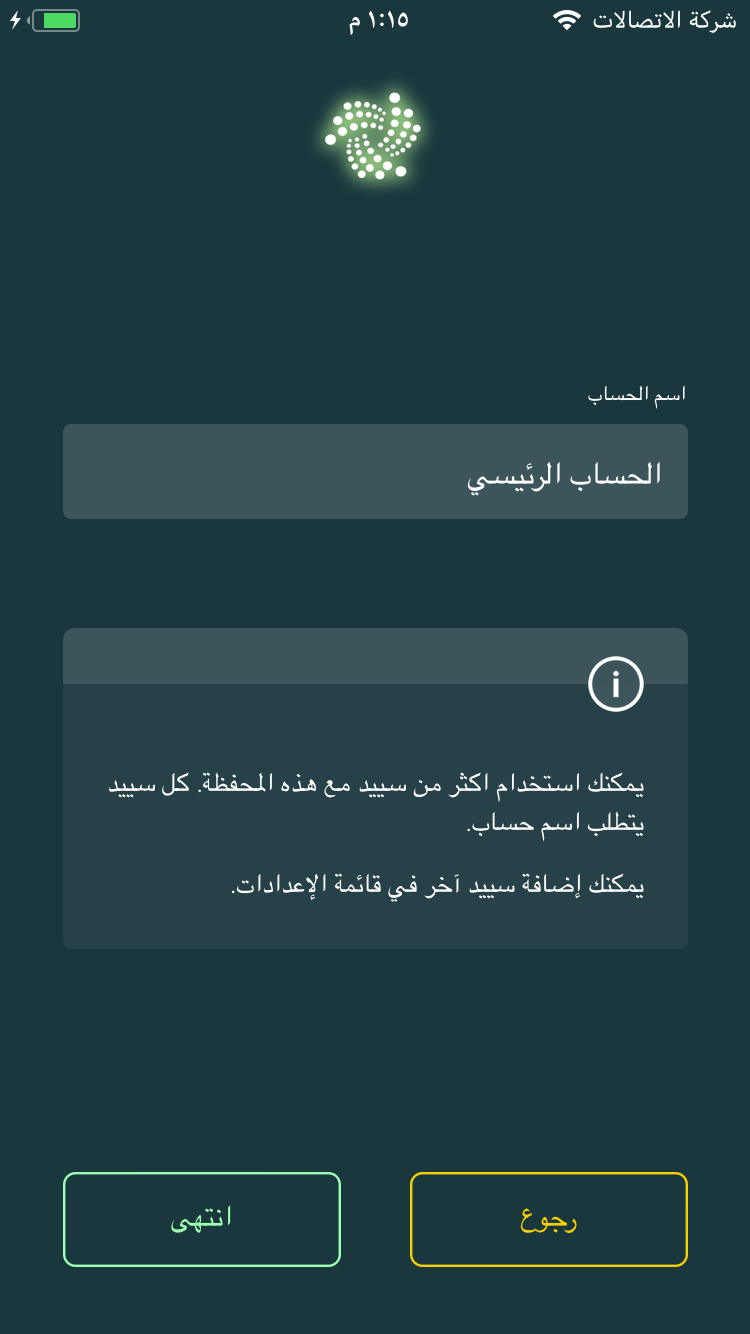 شركة الاتصالات
١:١٥ م
اسم الحساب
الحساب الرئيسي
يمكنك استخدام اكثر من سييد مع هذه المحفظة. كل سييد
يتطلب اسم حساب.
يمكنك إضافة سييد آخر في قائمة الإعدادات.
رجوع
انتهى